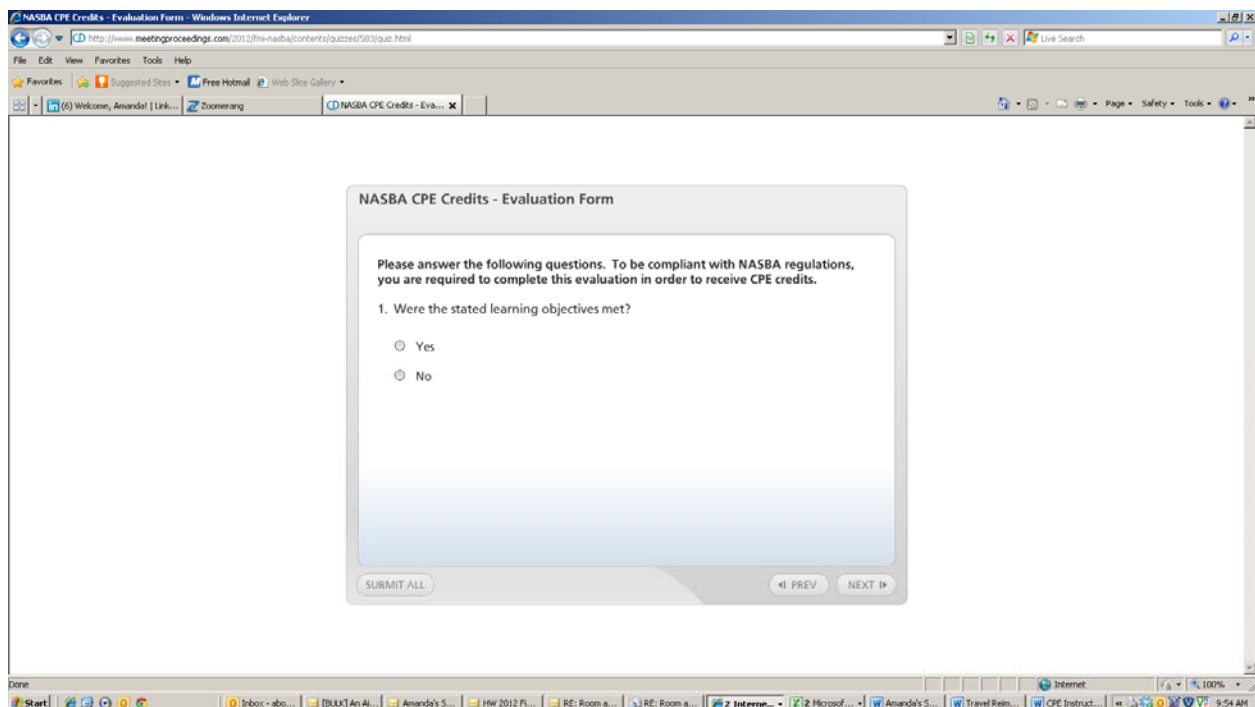 NASBA CPE Credits - Evaluation Form - Windows Internet Explorer
http://www.meetingproceedings.com/2012/fmi-nasba/contents/quizzes/583/quiz.html
Live Search
File Edit View Favorites Tools Help
Favorites Suggested Sites Free Hotmail Web Slice Gallery
(6) Welcome, Amanda! | Link... Zoomerang NASBA CPE Credits - Eva... Page Safety Tools
NASBA CPE Credits - Evaluation Form
Please answer the following questions. To be compliant with NASBA regulations,
you are required to complete this evaluation in order to receive CPE credits.
1. Were the stated learning objectives met?
Yes
No
SUBMIT ALL PREV NEXT
Done Internet 100%
Start Inbox - abo... [BULK] An Al... Amanda's S... HW 2012 Fi... RE: Room a... RE: Room a... 2 Interne... 2 Microsof... Amanda's S... Travel Reim... CPE Instruct... 9:54 AM